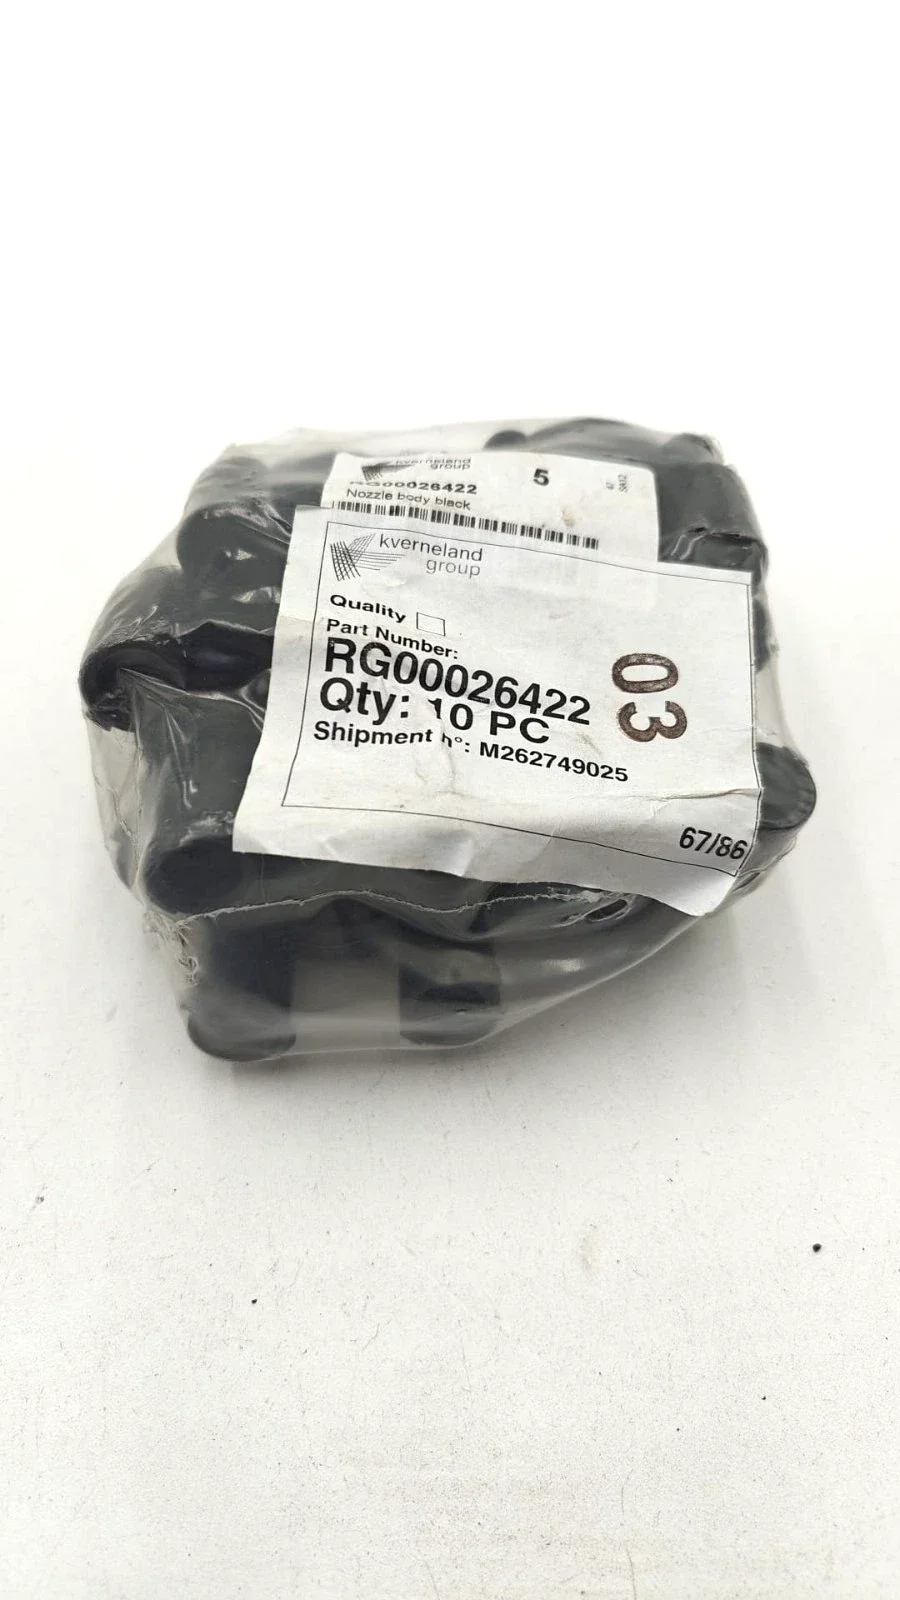 kverneland
group
5
RG00026422
Nozzle body black
kverneland
group
Quality
Part Number:
RG00026422
Qty: 10 PC
Shipment n°: M262749025
03
67/86